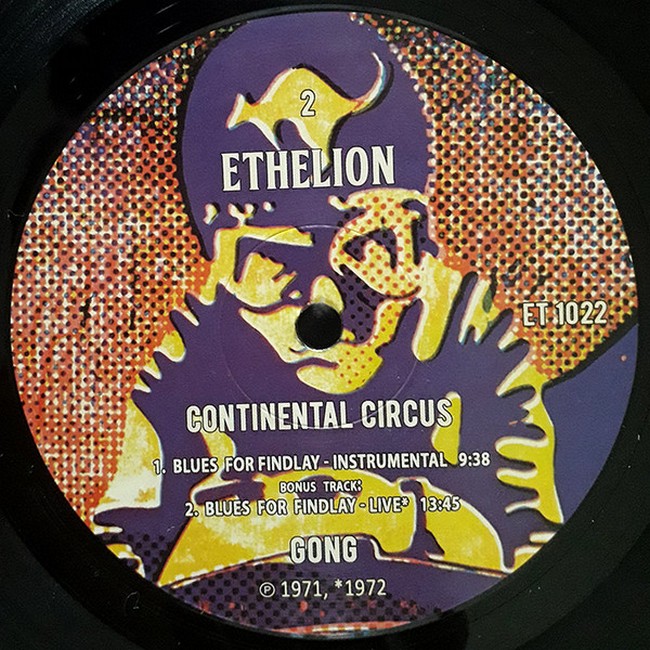 2
ETHELION
ET 1022
CONTINENTAL CIRCUS
1. BLUES FOR FINDLAY - INSTRUMENTAL 9:38
BONUS TRACK:
2. BLUES FOR FINDLAY - LIVE* 13:45
GONG
℗ 1971, *1972